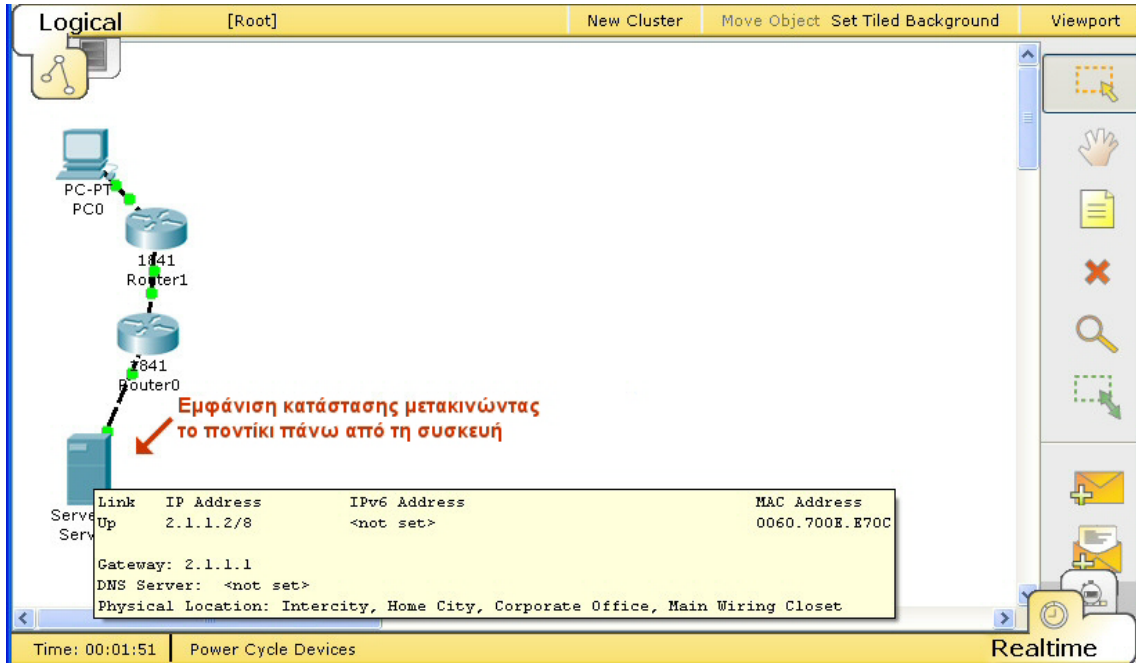 Logical [Root] New Cluster Move Object Set Tiled Background Viewport
PC-PT
PC0
1841
Router1
1841
Router0
Εμφάνιση κατάστασης μετακινώντας
το ποντίκι πάνω από τη συσκευή
Link IP Address IPv6 Address MAC Address
Up 2.1.1.2/8 <not set> 0060.700E.E70C
Gateway: 2.1.1.1
DNS Server: <not set>
Physical Location: Intercity, Home City, Corporate Office, Main Wiring Closet
Time: 00:01:51 Power Cycle Devices Realtime